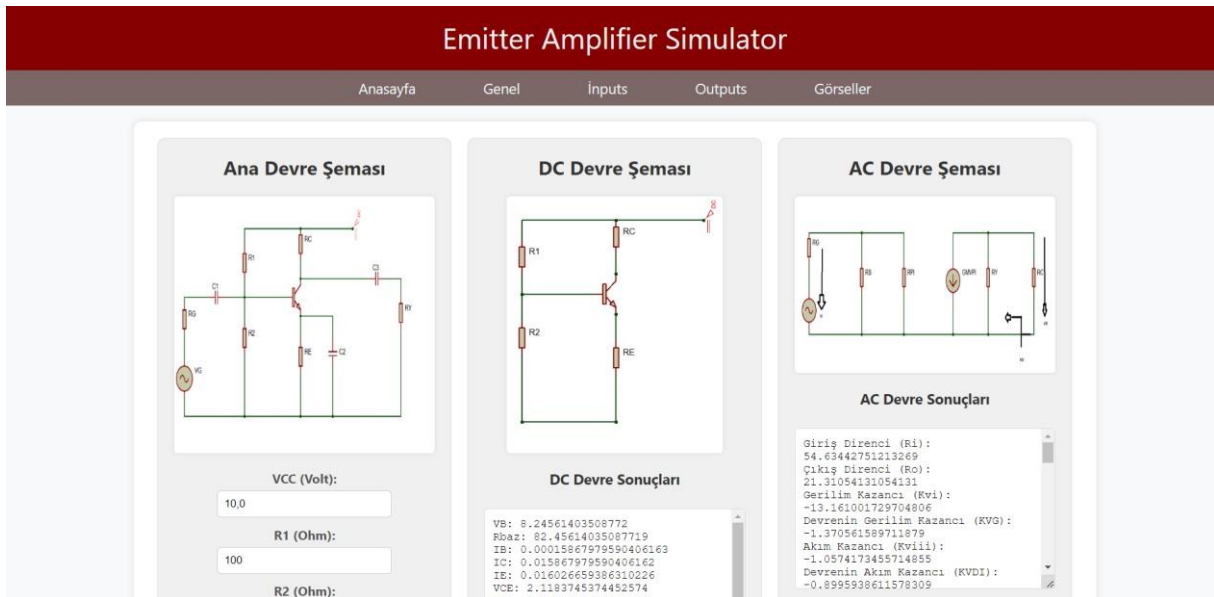 Emitter Amplifier Simulator
Anasayfa Genel İnputs Outputs Görseller
Ana Devre Şeması
RC
R1
C3
C1
RG
RY
R2
RE
C2
VG
VCC (Volt):
10,0
R1 (Ohm):
100
R2 (Ohm):
DC Devre Şeması
RC
R1
R2
RE
DC Devre Sonuçları
VB: 8.24561403508772
Rbaz: 82.45614035087719
IB: 0.00015867979590406163
IC: 0.015867979590406162
IE: 0.016026659386310226
VCE: 2.1183745374452574
AC Devre Şeması
RG
RB
RPI
GMVPI
RY
RC
AC Devre Sonuçları
Giriş Direnci (Ri):
54.63442751213269
Çıkış Direnci (Ro):
21.31054131054131
Gerilim Kazancı (Kvi):
-13.161001729704806
Devrenin Gerilim Kazancı (KVG):
-1.370561589711879
Akım Kazancı (Kviii):
-1.0574173455714855
Devrenin Akım Kazancı (KVDI):
-0.8995938611578309